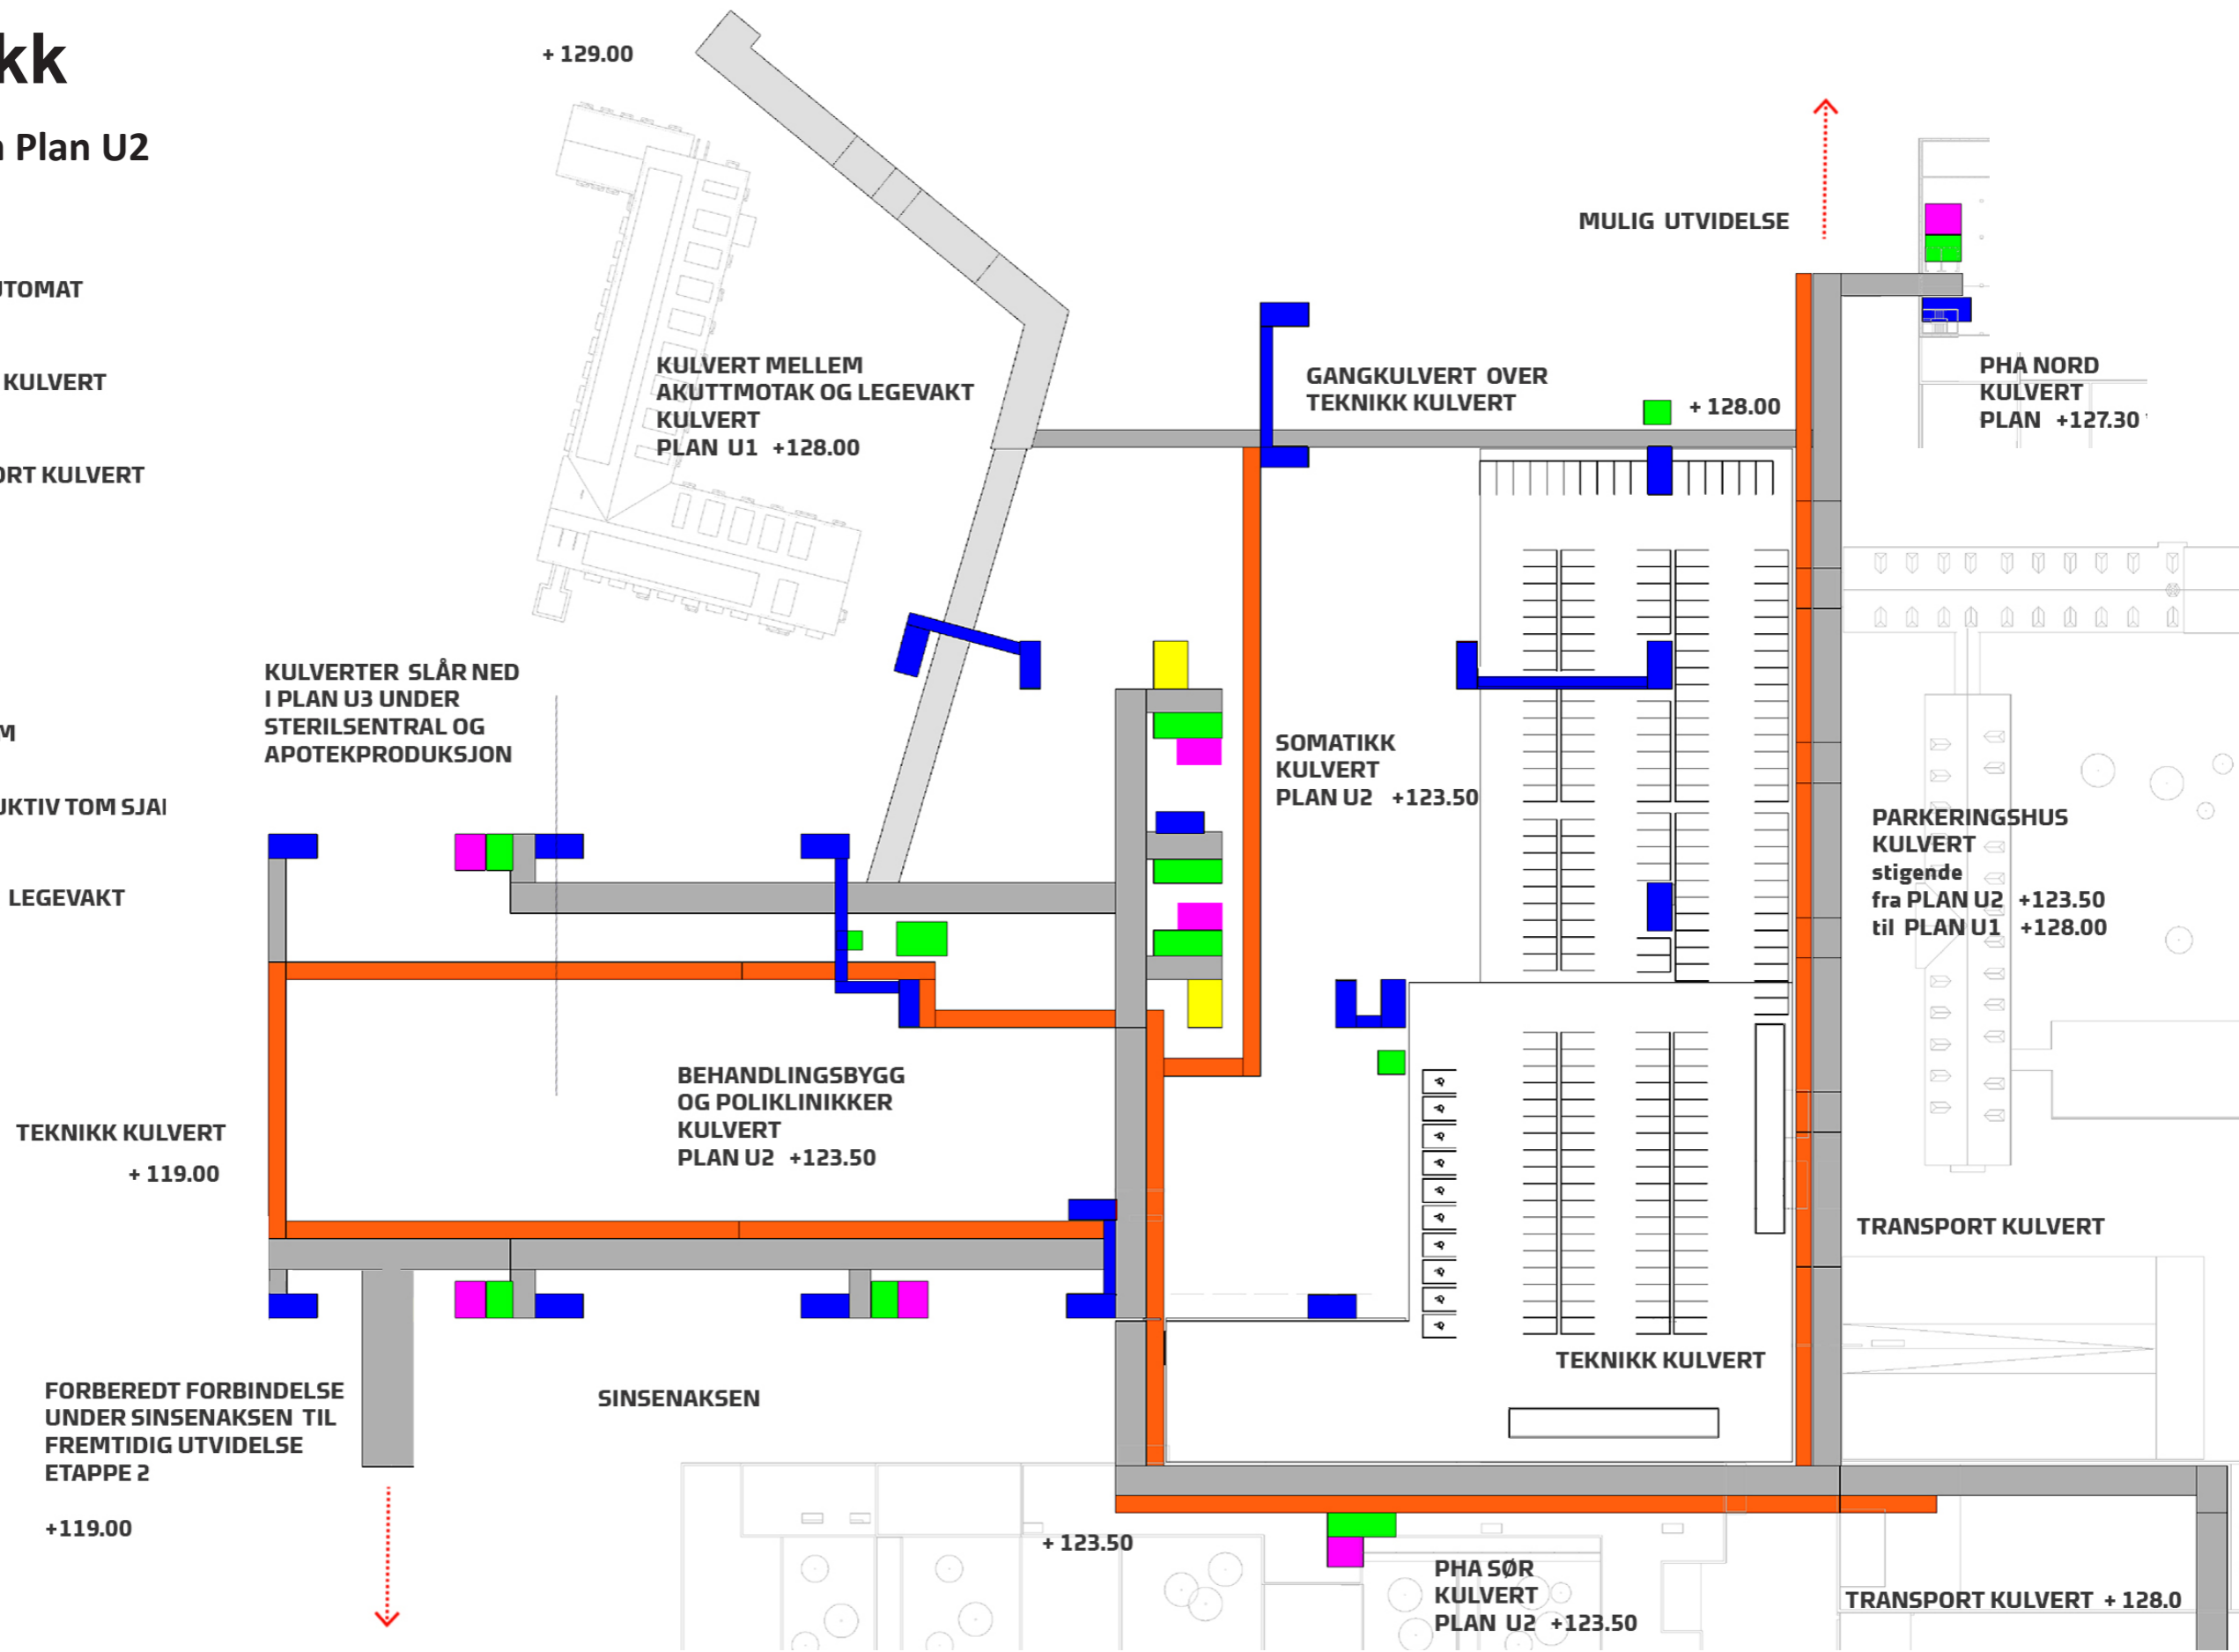 kk
Plan U2
+ 129.00
MULIG UTVIDELSE
UTOMAT
KULVERT
ORT KULVERT
KULVERT MELLEM
AKUTTMOTAK OG LEGEVAKT
KULVERT
PLAN U1 +128.00
GANGKULVERT OVER
TEKNIKK KULVERT
+ 128.00
PHA NORD
KULVERT
PLAN +127.30
KULVERTER SLÅR NED
I PLAN U3 UNDER
STERILSENTRAL OG
APOTEKPRODUKSJON
M
UKTIV TOM SJAI
LEGEVAKT
SOMATIKK
KULVERT
PLAN U2 +123.50
PARKERINGSHUS
KULVERT
stigende
fra PLAN U2 +123.50
til PLAN U1 +128.00
BEHANDLINGSBYGG
OG POLIKLINIKKER
KULVERT
PLAN U2 +123.50
TEKNIKK KULVERT
+ 119.00
TRANSPORT KULVERT
TEKNIKK KULVERT
FORBEREDT FORBINDELSE
UNDER SINSENAKSEN TIL
FREMTIDIG UTVIDELSE
ETAPPE 2
+119.00
SINSENAKSEN
+ 123.50
PHA SØR
KULVERT
PLAN U2 +123.50
TRANSPORT KULVERT + 128.0